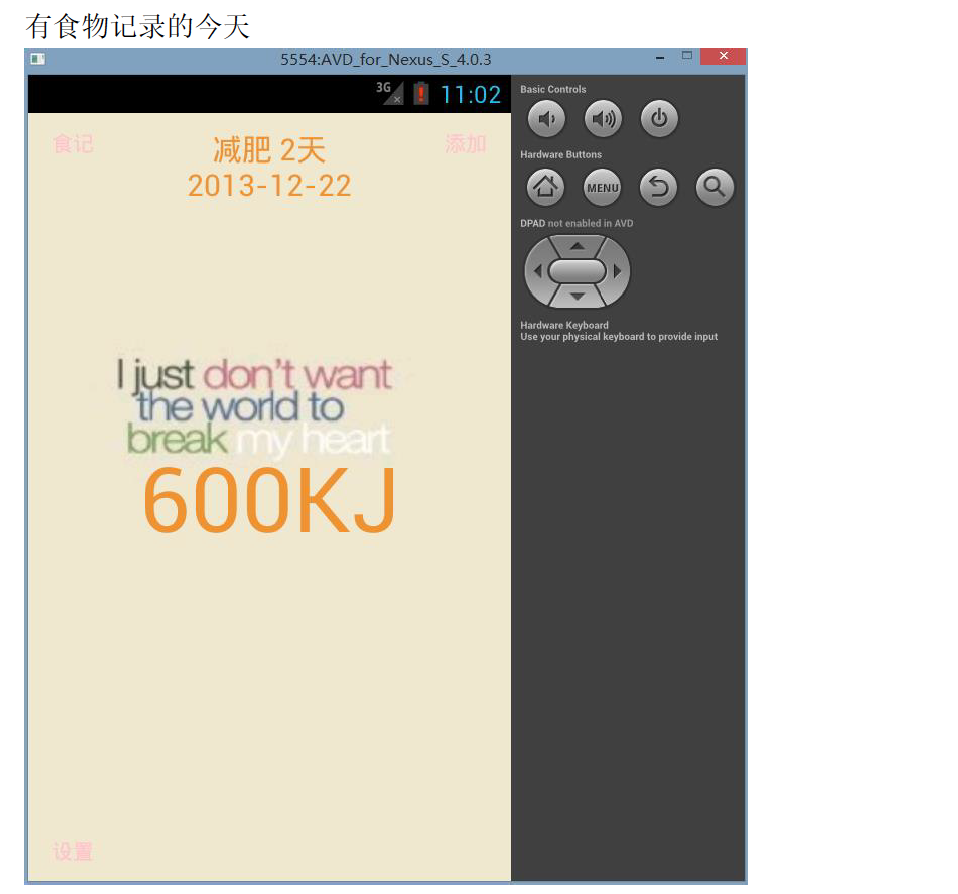 有食物记录的今天
5554:AVD_for_Nexus_S_4.0.3
3G
11:02
食记
减肥 2天
添加
2013-12-22
I just don't want
the world to
break my heart
600KJ
设置
Basic Controls
Hardware Buttons
MENU
DPAD not enabled in AVD
Hardware Keyboard
Use your physical keyboard to provide input